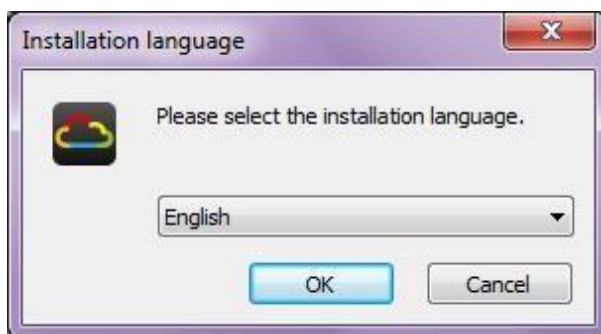 Installation language
Please select the installation language.
English
OK
Cancel